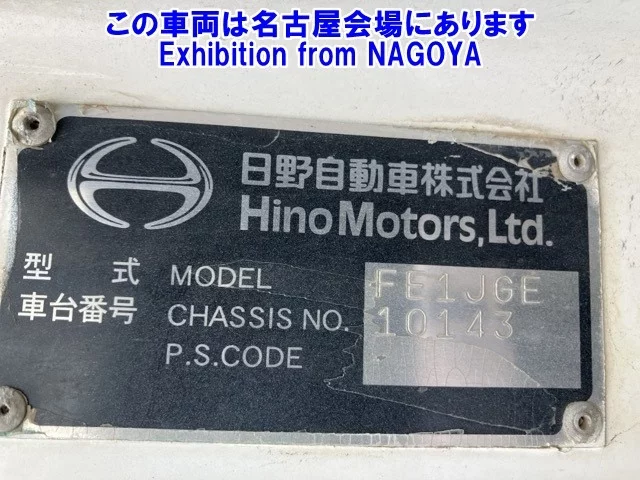 この車両は名古屋会場にあります
Exhibition from NAGOYA
日野自動車株式会社
Hino Motors, Ltd.
型 式 MODEL FE1JGE
車台番号 CHASSIS NO. 10143
P.S.CODE